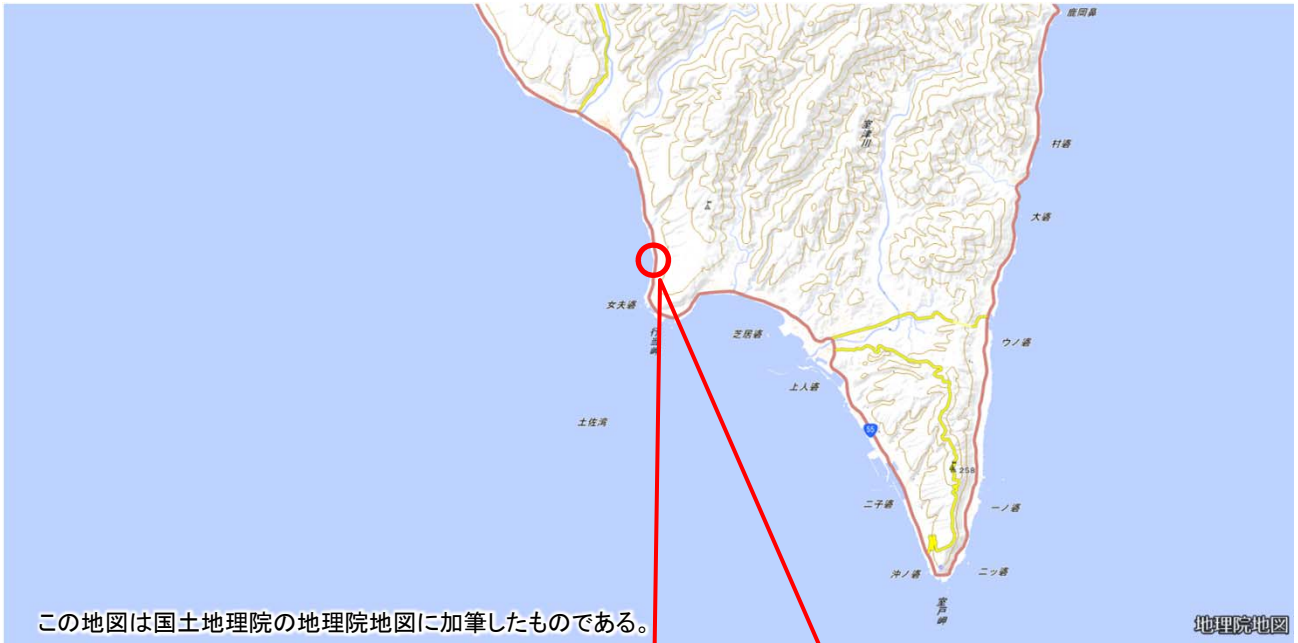 鹿岡鼻
室津川
村碆
大碆
女夫碆
行当岬
芝居碆
ウノ碆
上人碆
土佐湾
55
258
二子碆
一ノ碆
沖ノ碆
二ッ碆
室戸岬
この地図は国土地理院の地理院地図に加筆したものである。
地理院地図